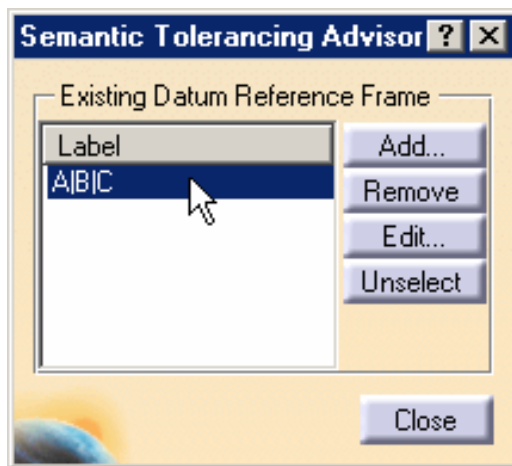 Semantic Tolerancing Advisor ? ×
Existing Datum Reference Frame
Label
A|B|C
Add...
Remove
Edit...
Unselect
Close